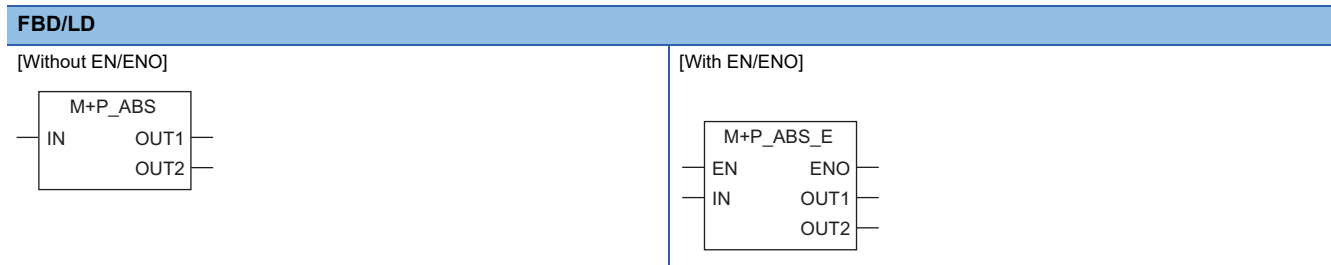 FBD/LD
[Without EN/ENO]
M+P_ABS
IN OUT1
OUT2
[With EN/ENO]
M+P_ABS_E
EN ENO
IN OUT1
OUT2